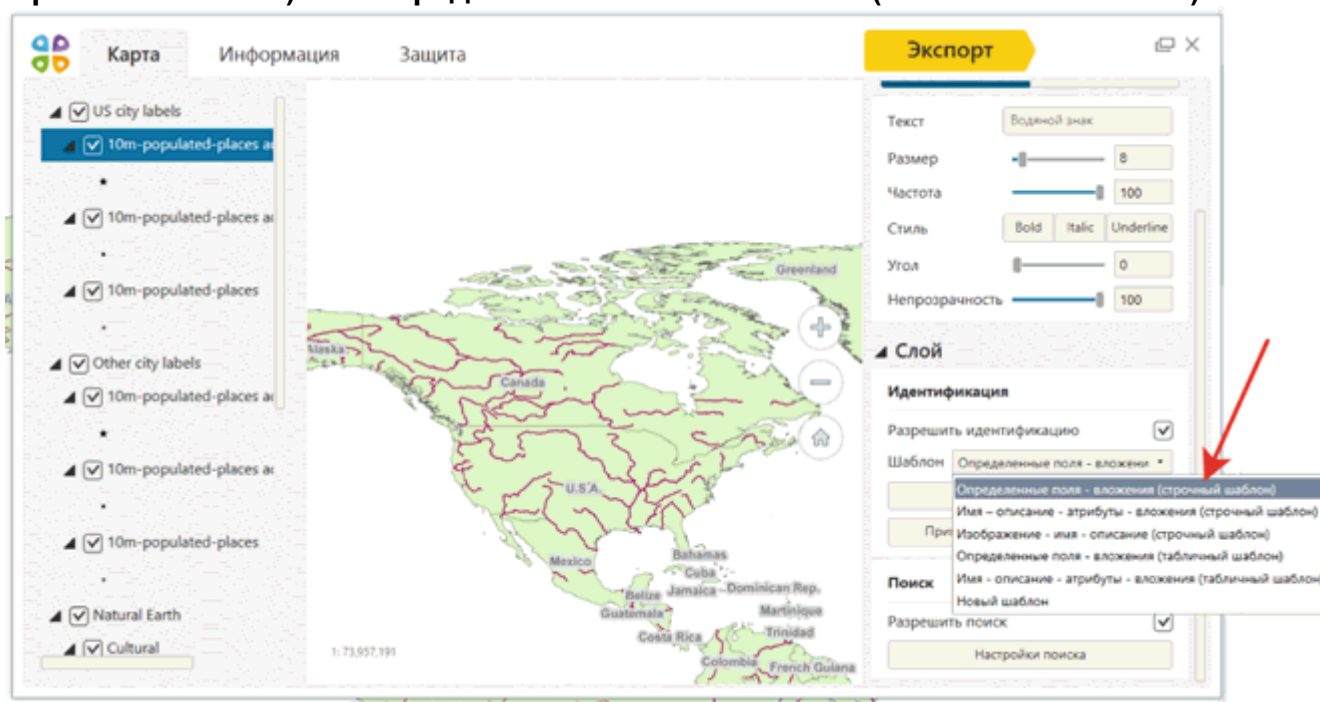 Карта Информация Защита Экспорт
US city labels
10m-populated-places a
10m-populated-places a
10m-populated-places
Other city labels
10m-populated-places a
10m-populated-places a
10m-populated-places
Natural Earth
Cultural
Greenland
Alaska
Canada
U.S.A.
Mexico
Bahamas
Cuba
Belize Jamaica Dominican Rep.
Guatemala Martinique
Costa Rica Trinidad
Colombia French Guiana
1: 73,957,191
Текст Водяной знак
Размер 8
Частота 100
Стиль Bold Italic Underline
Угол 0
Непрозрачность 100
Слой
Идентификация
Разрешить идентификацию
Шаблон Определенные поля - вложени
Определенные поля - вложения (строчный шаблон)
Имя – описание - атрибуты - вложения (строчный шаблон)
При Изображение - имя - описание (строчный шаблон)
Определенные поля - вложения (табличный шаблон)
Поиск Имя - описание - атрибуты - вложения (табличный шаблон)
Новый шаблон
Разрешить поиск
Настройки поиска